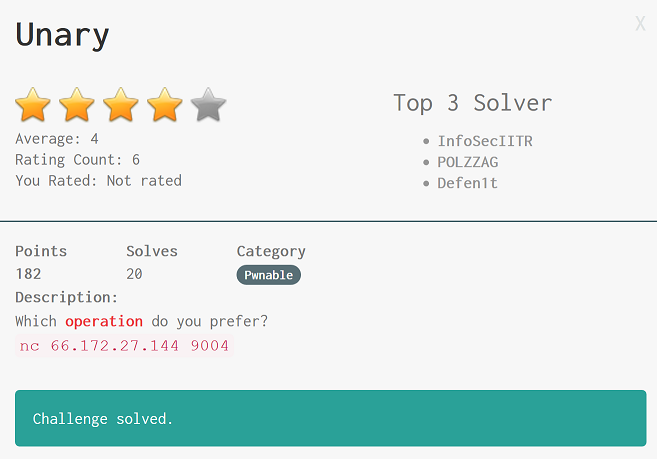 Unary
X
Average: 4
Rating Count: 6
You Rated: Not rated
Top 3 Solver
InfoSecIITR
POLZZAG
Defen1t
Points Solves Category
182 20 Pwnable
Description:
Which operation do you prefer?
nc 66.172.27.144 9004
Challenge solved.